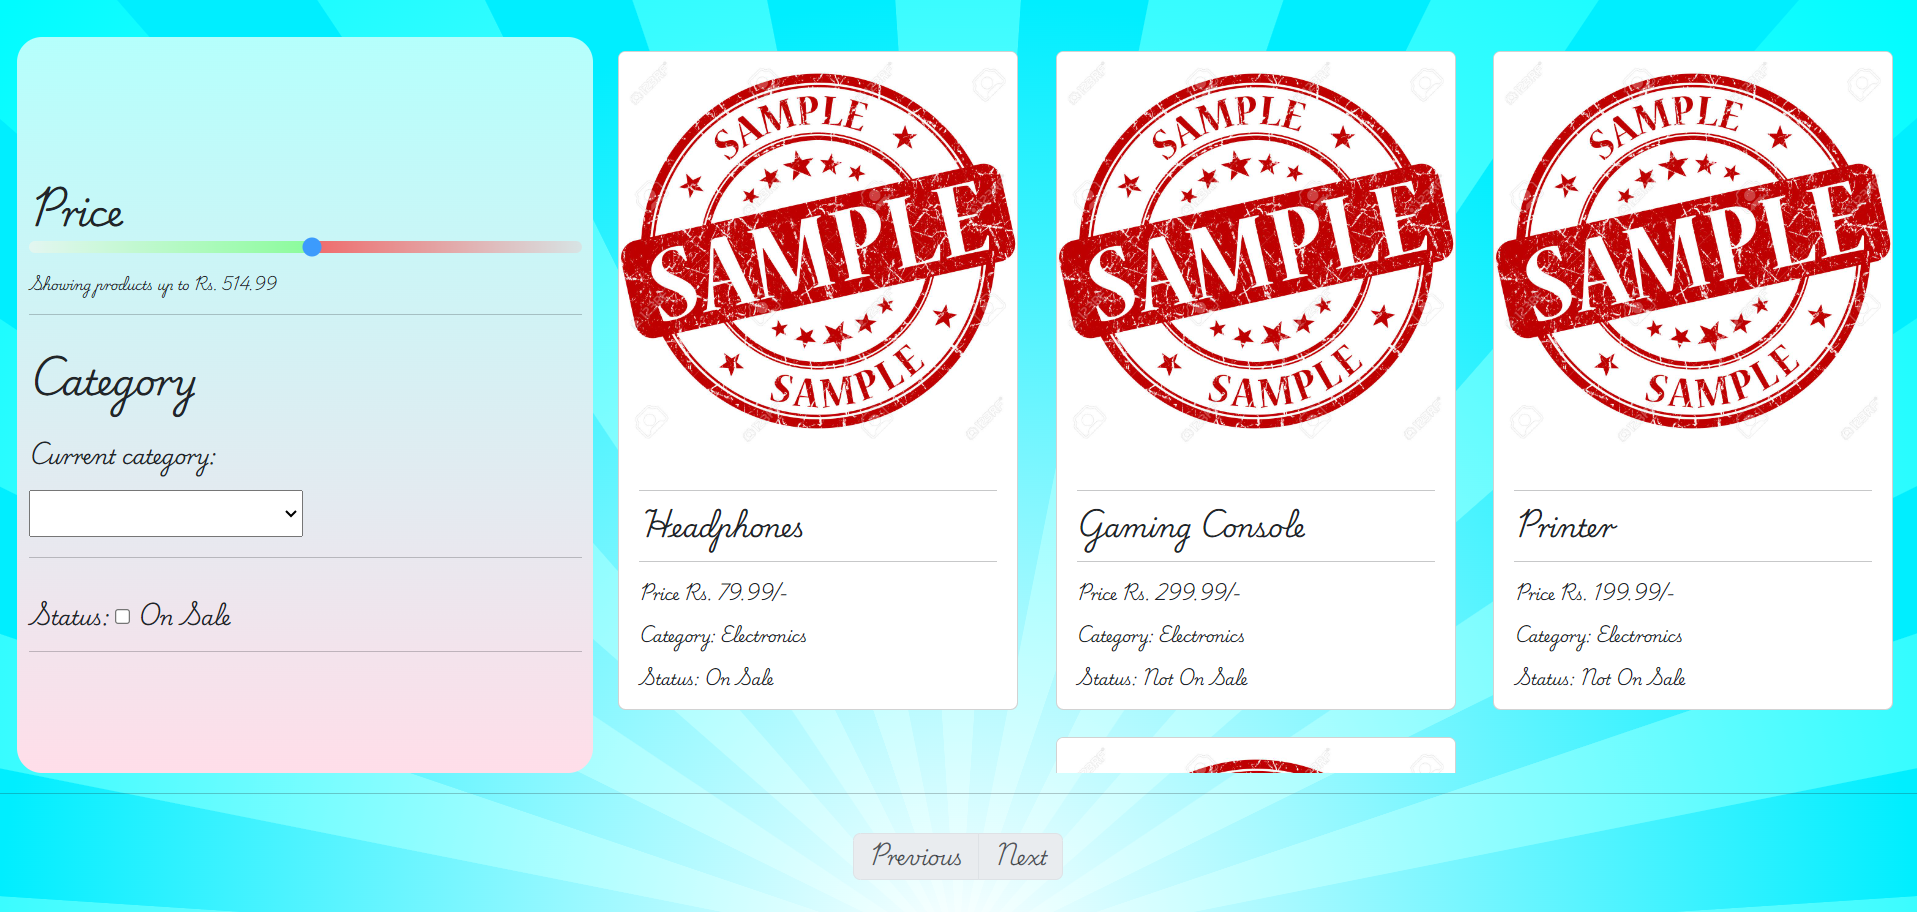 Price
Showing products up to Rs. 514.99
Category
Current category:
Status: On Sale
SAMPLE
SAMPLE
SAMPLE
Headphones
Price Rs. 79.99/-
Category: Electronics
Status: On Sale
SAMPLE
SAMPLE
SAMPLE
Gaming Console
Price Rs. 299.99/-
Category: Electronics
Status: Not On Sale
SAMPLE
SAMPLE
SAMPLE
Printer
Price Rs. 199.99/-
Category: Electronics
Status: Not On Sale
Previous Next